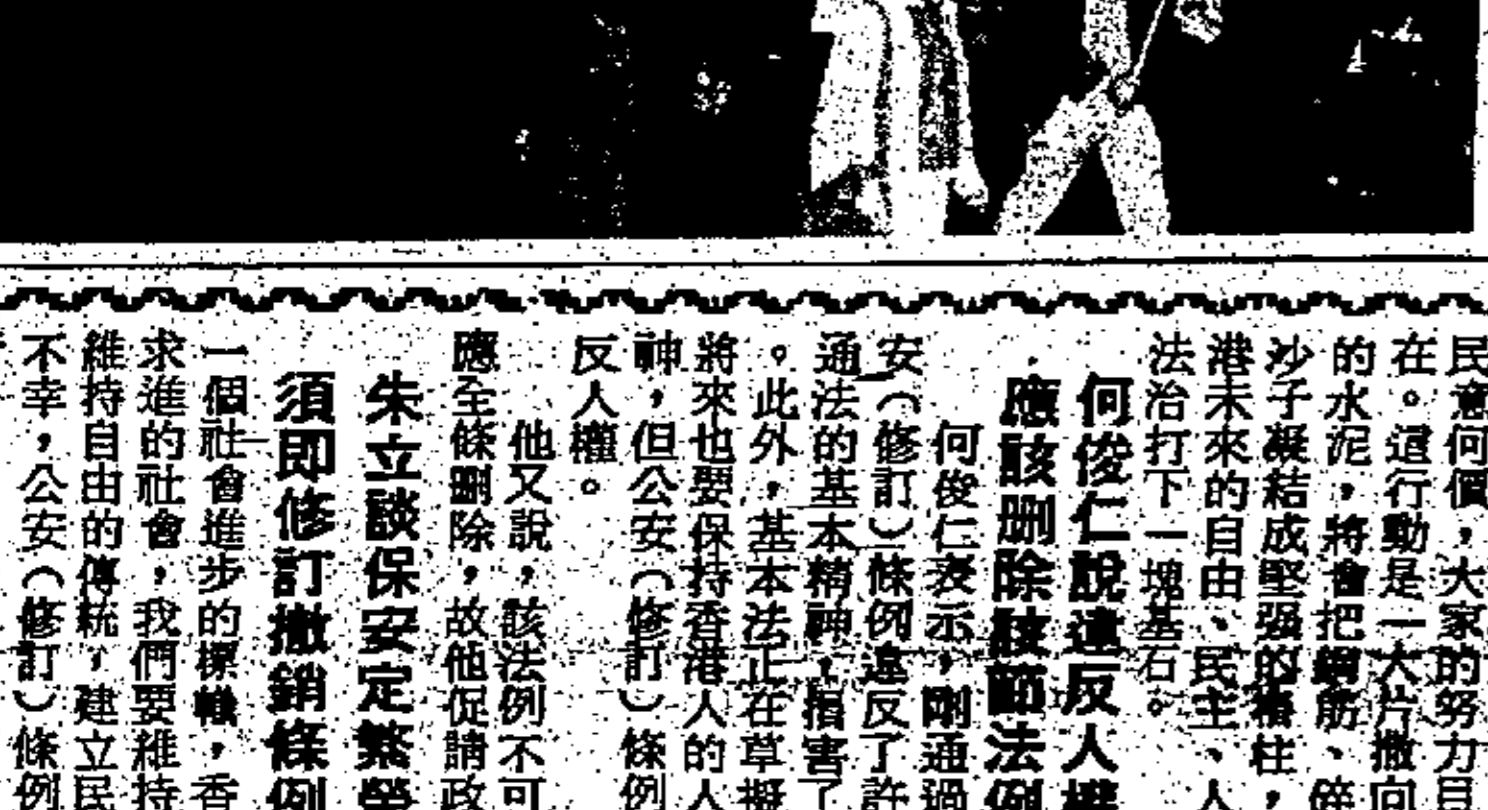 民意何價，大家的努力目
在。這行動是一大片撒向
的水泥，將會把鋼筋、碎
沙子凝結成堅强的橋柱，
港未來的自由、民主、人
法治打下一塊基石。
何俊仁說違反人權
應該刪除該節法例
何俊仁表示，剛通過
安（修訂）條例違反了許
通法的基本精神，損害了
。此外，基本法正在草擬
將來也要保持香港人的人
神，但公安（修訂）條例
反人權。
他又說，該法例不可
應全條刪除，故他促請政
朱立談保安定繁榮
須即修訂撤銷條例
一個社會進步的標幟，香
求進的社會，我們要維持
維持自由的傳統，建立民
不幸，公安（修訂）條例